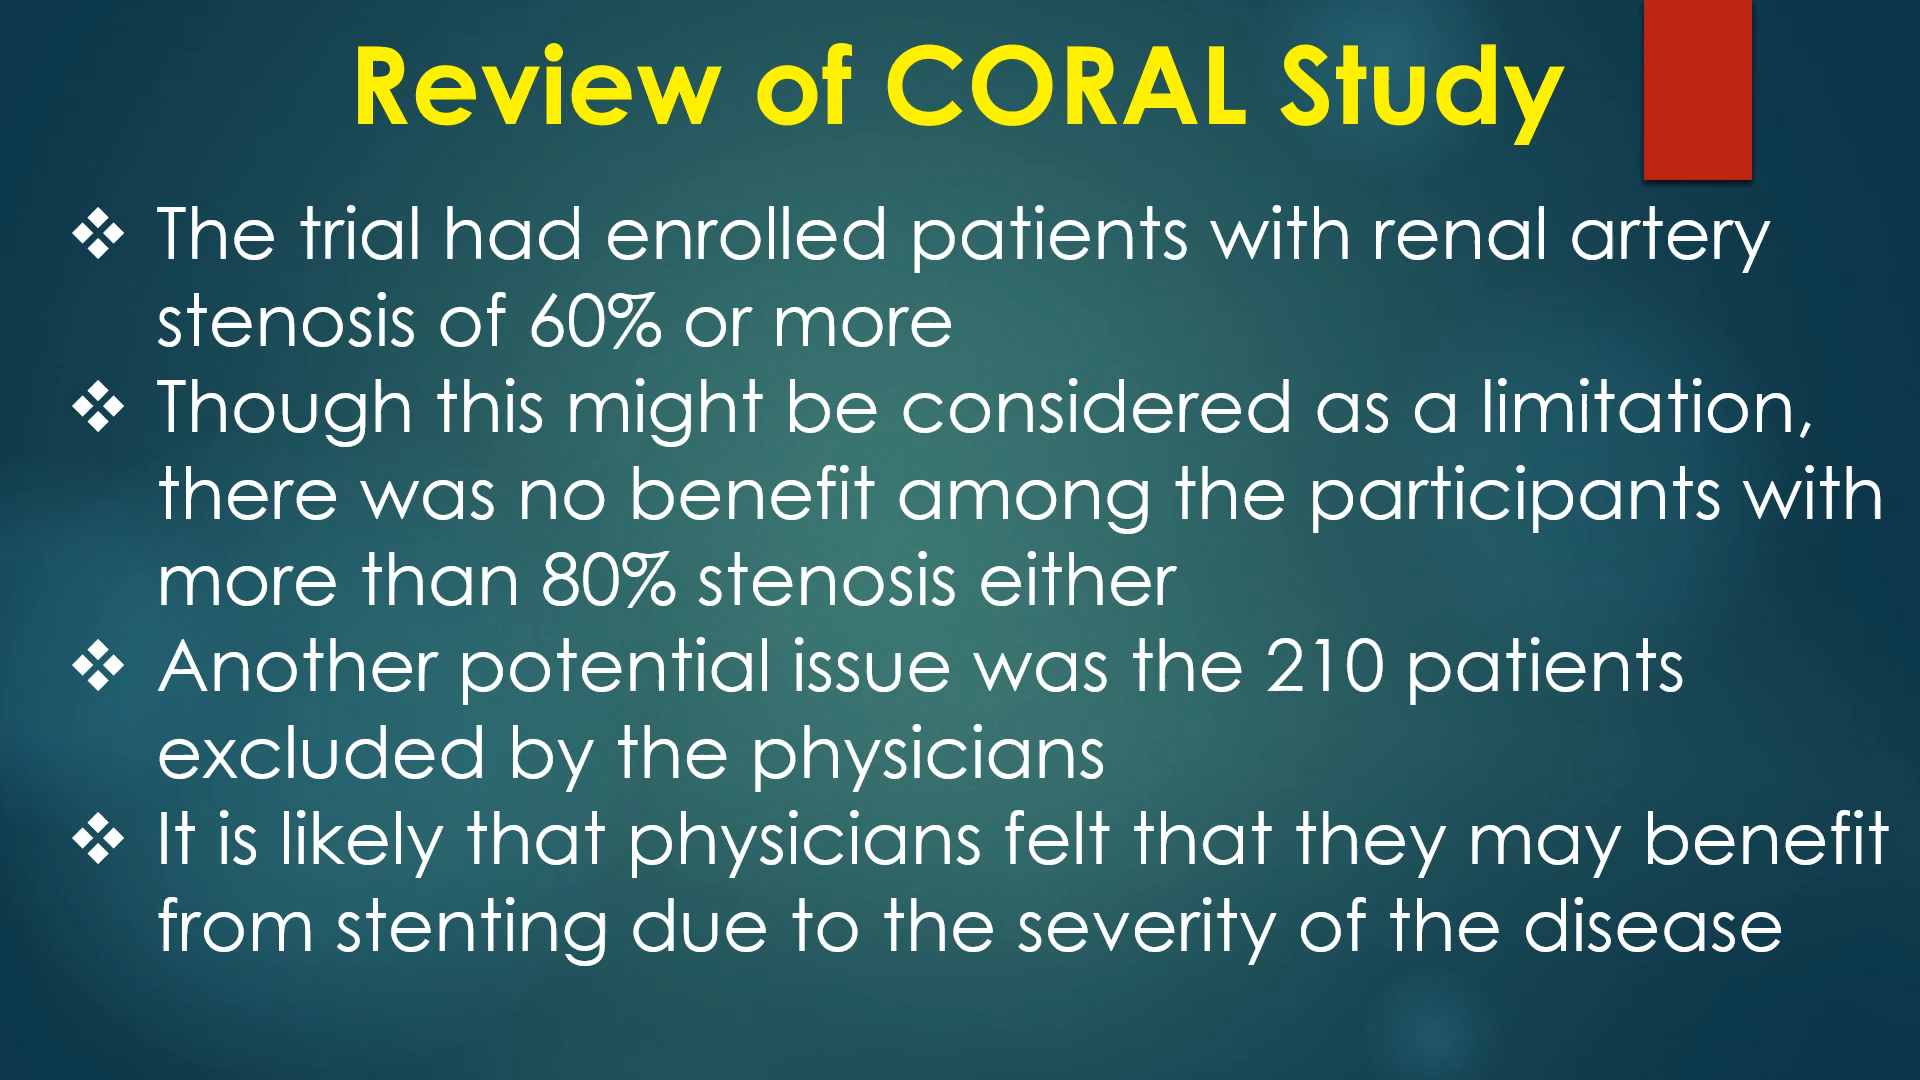 Review of CORAL Study
❖ The trial had enrolled patients with renal artery
stenosis of 60% or more
❖ Though this might be considered as a limitation,
there was no benefit among the participants with
more than 80% stenosis either
❖ Another potential issue was the 210 patients
excluded by the physicians
❖ It is likely that physicians felt that they may benefit
from stenting due to the severity of the disease